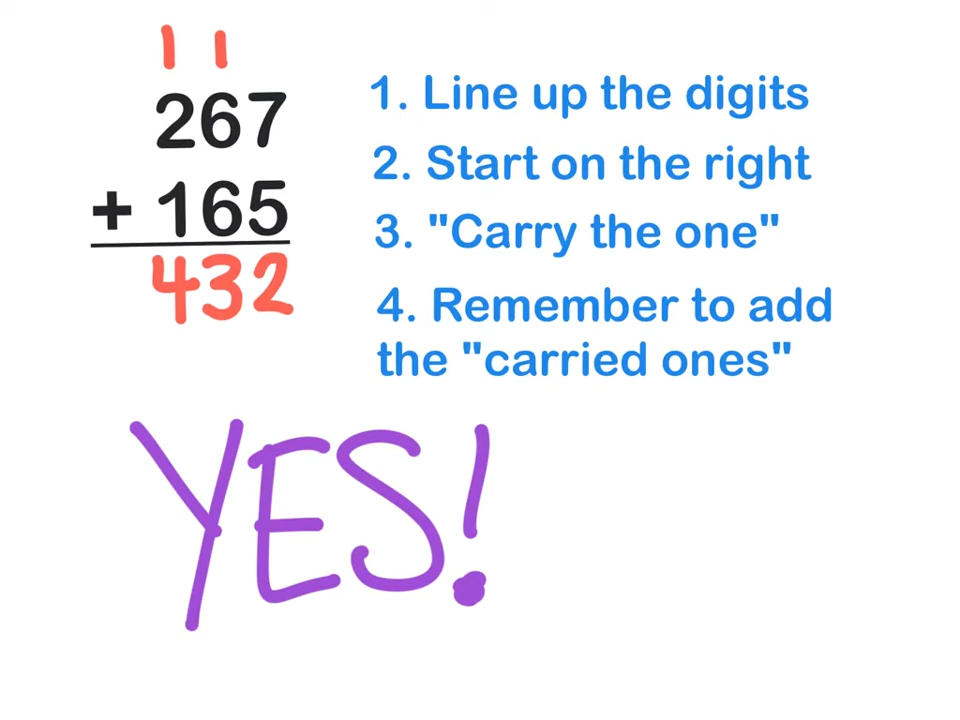 1 1
267
+ 165
432
1. Line up the digits
2. Start on the right
3. "Carry the one"
4. Remember to add
the "carried ones"
YES!